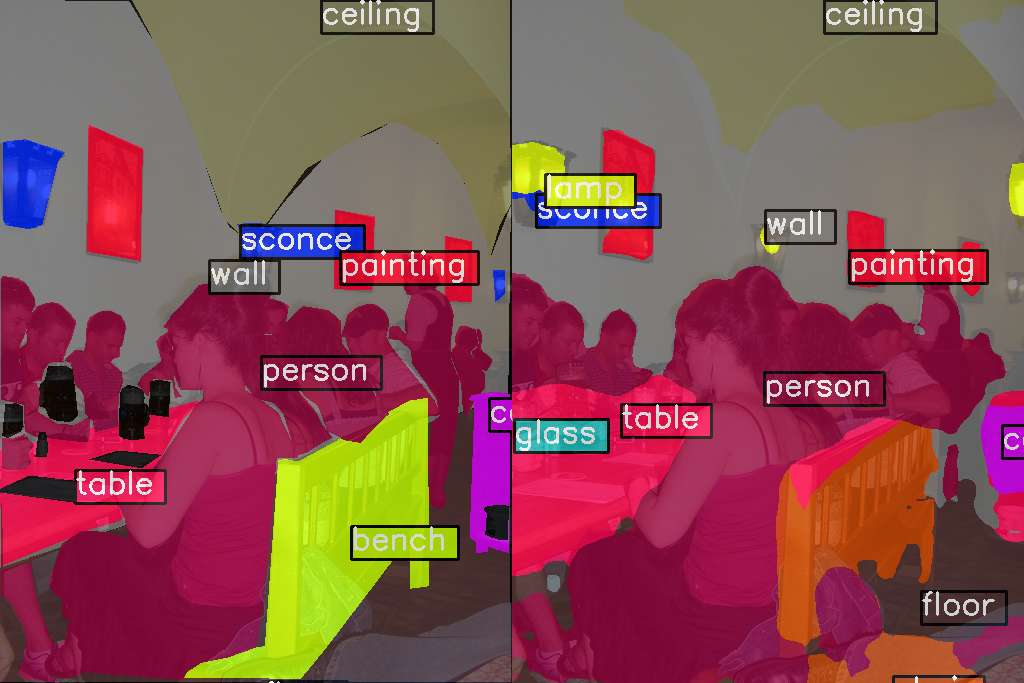 ceiling
ceiling
lamp
sconce
sconce
wall
wall
painting
painting
person
person
table
glass
table
bench
floor